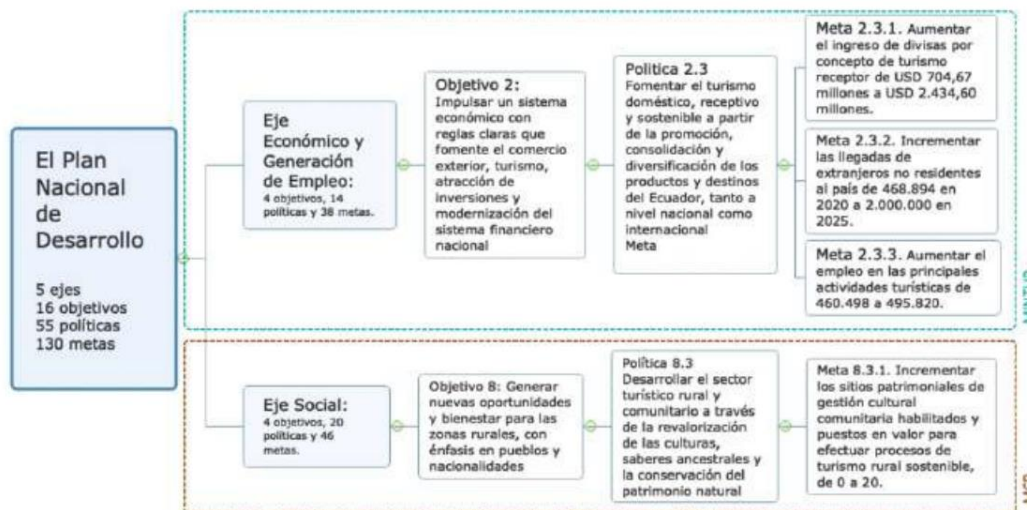 El Plan
Nacional
de
Desarrollo
5 ejes
16 objetivos
55 políticas
130 metas
Eje
Económico y
Generación
de Empleo:
4 objetivos, 14
políticas y 38 metas.
Objetivo 2:
Impulsar un sistema
económico con
reglas claras que
fomente el comercio
exterior, turismo,
atracción de
inversiones y
modernización del
sistema financiero
nacional
Politica 2.3
Fomentar el turismo
doméstico, receptivo
y sostenible a partir
de la promoción,
consolidación y
diversificación de los
productos y destinos
del Ecuador, tanto a
nivel nacional como
internacional
Meta
Meta 2.3.1. Aumentar
el ingreso de divisas por
concepto de turismo
receptor de USD 704,67
millones a USD 2.434,60
millones.
Meta 2.3.2. Incrementar
las llegadas de
extranjeros no residentes
al país de 468.894 en
2020 a 2.000.000 en
2025.
Meta 2.3.3. Aumentar el
empleo en las principales
actividades turísticas de
460.498 a 495.820.
Eje Social:
4 objetivos, 20
políticas y 46
metas.
Objetivo 8: Generar
nuevas oportunidades
y bienestar para las
zonas rurales, con
énfasis en pueblos y
nacionalidades
Política 8.3
Desarrollar el sector
turístico rural y
comunitario a través
de la revalorización
de las culturas,
saberes ancestrales y
la conservación del
patrimonio natural
Meta 8.3.1. Incrementar
los sitios patrimoniales de
gestión cultural
comunitaria habilitados y
puestos en valor para
efectuar procesos de
turismo rural sostenible,
de 0 a 20.